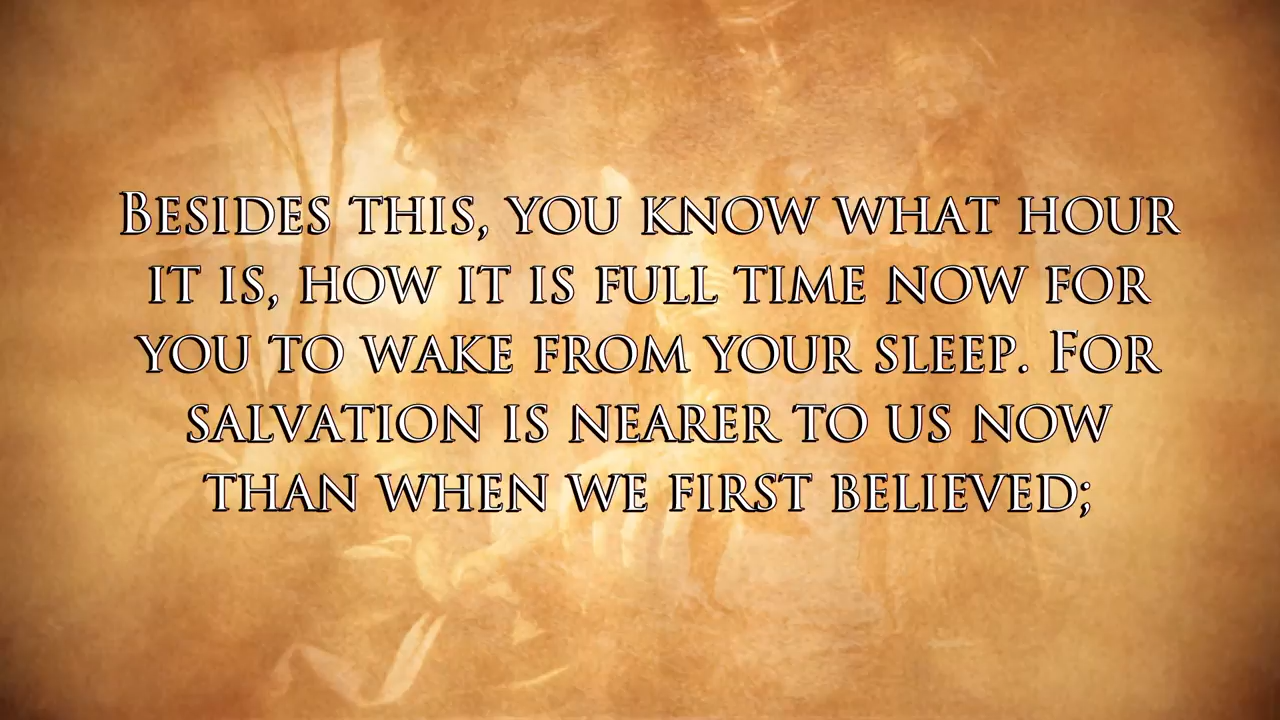 Besides this, you know what hour
it is, how it is full time now for
you to wake from your sleep. For
salvation is nearer to us now
than when we first believed;